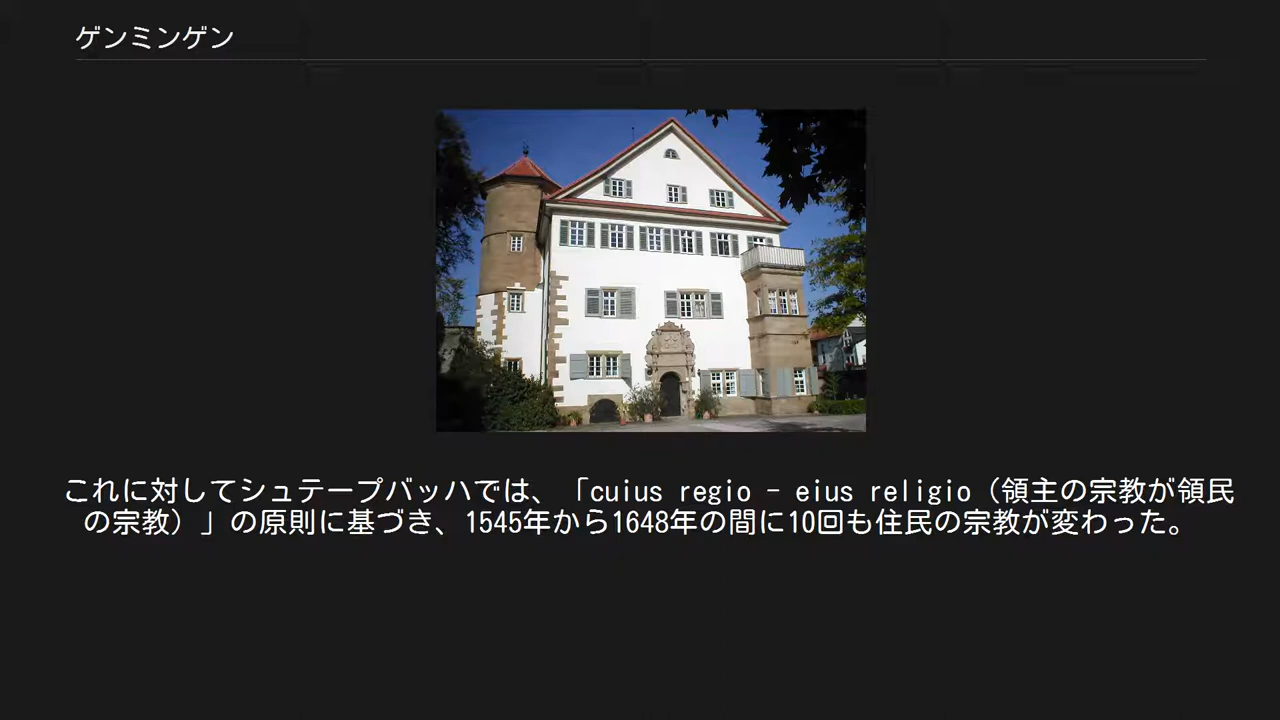 ゲンミンゲン
これに対してシュテープバッハでは、「cuius regio – eius religio（領主の宗教が領民
の宗教）」の原則に基づき、1545年から1648年の間に10回も住民の宗教が変わった。